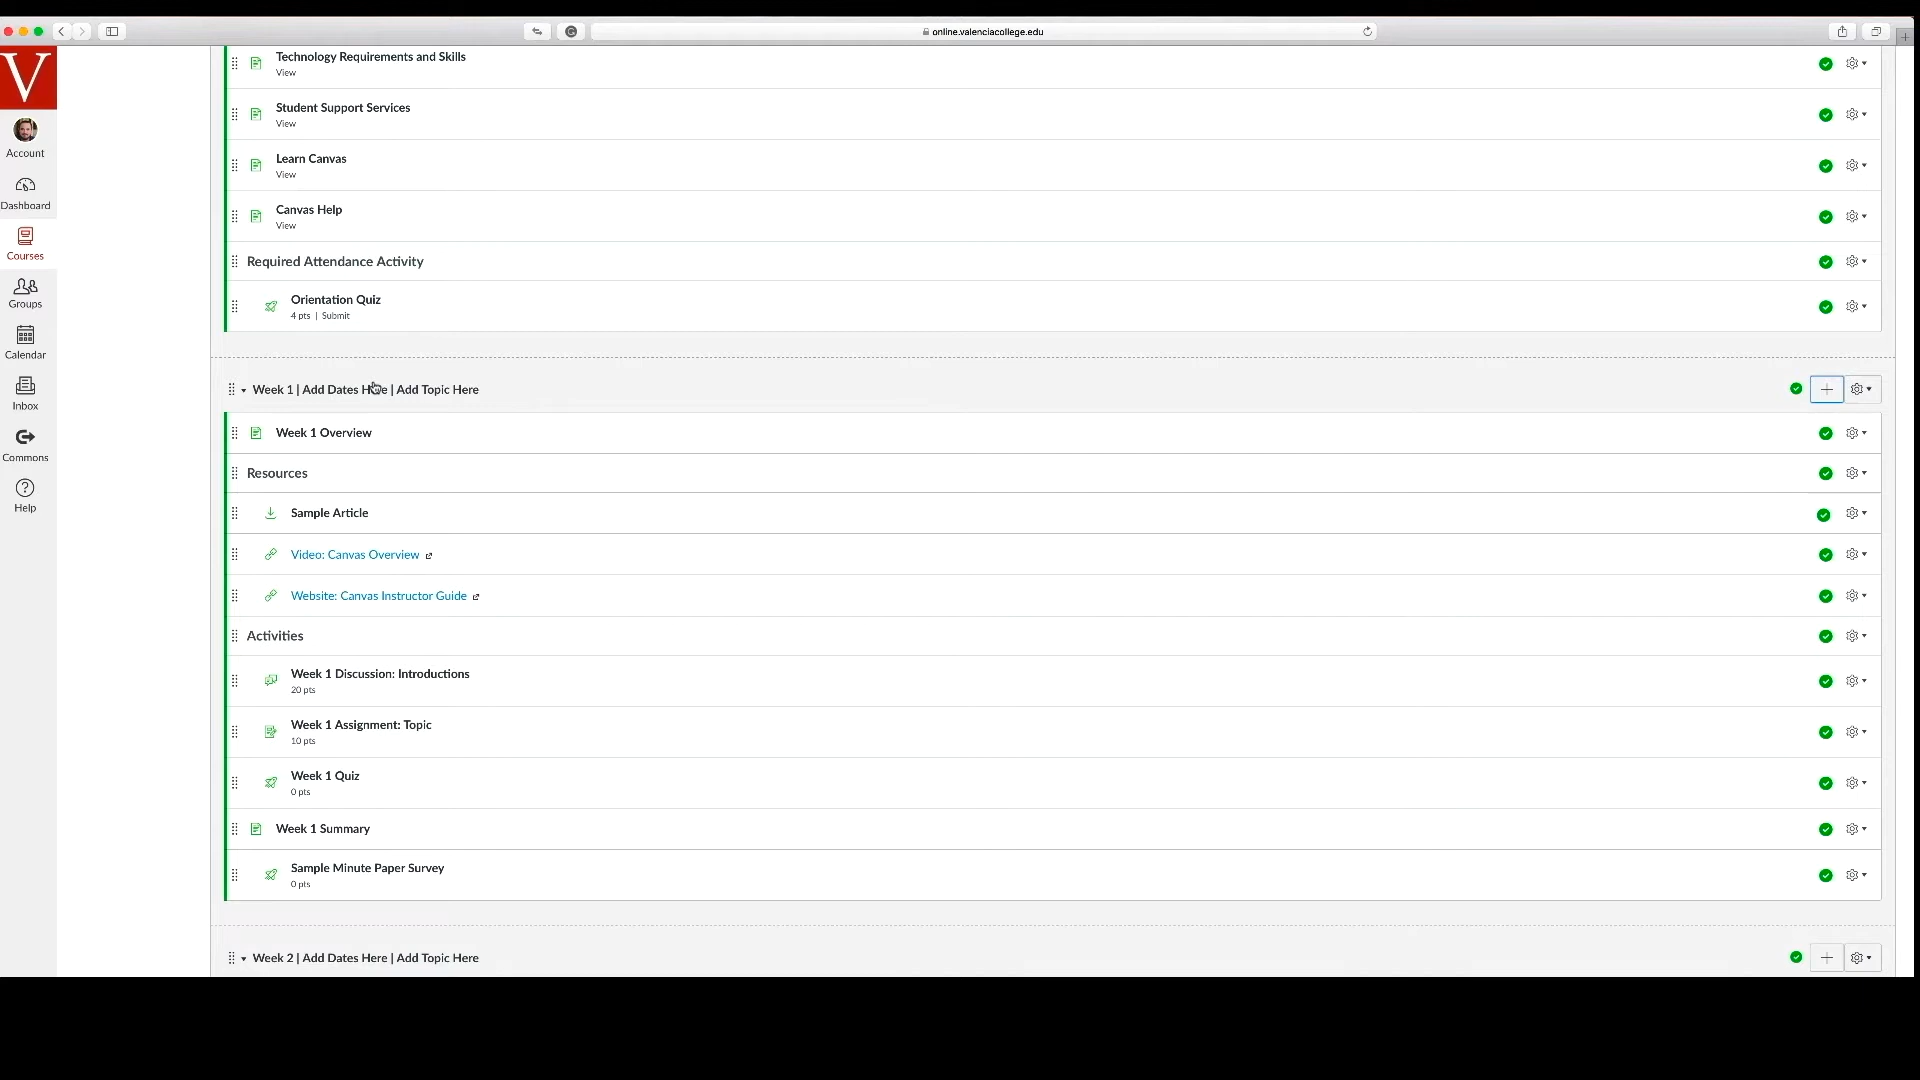 online.valenciacollege.edu
V
Account
Dashboard
Courses
Groups
Calendar
Inbox
Commons
Help
Technology Requirements and Skills
View
Student Support Services
View
Learn Canvas
View
Canvas Help
View
Required Attendance Activity
Orientation Quiz
4 pts | Submit
Week 1 | Add Dates Here | Add Topic Here
Week 1 Overview
Resources
Sample Article
Video: Canvas Overview
Website: Canvas Instructor Guide
Activities
Week 1 Discussion: Introductions
20 pts
Week 1 Assignment: Topic
10 pts
Week 1 Quiz
0 pts
Week 1 Summary
Sample Minute Paper Survey
0 pts
Week 2 | Add Dates Here | Add Topic Here